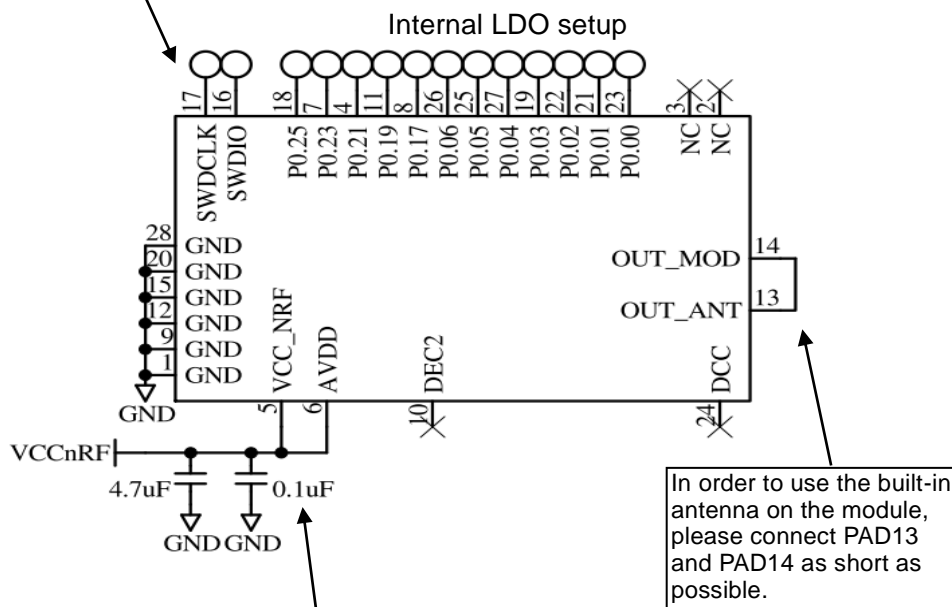 Internal LDO setup
17 16 18 7 4 11 8 26 25 27 19 22 21 23 3 2
SWDCLK SWDIO P0.25 P0.23 P0.21 P0.19 P0.17 P0.06 P0.05 P0.04 P0.03 P0.02 P0.01 P0.00 NC NC
28 GND
20 GND
15 GND
12 GND
9 GND
1 GND
GND
OUT_MOD 14
OUT_ANT 13
VCC_NRF AVDD DEC2 DCC
5 6 10 24
VCCnRF
4.7uF 0.1uF
GND GND
In order to use the built-in
antenna on the module,
please connect PAD13
and PAD14 as short as
possible.